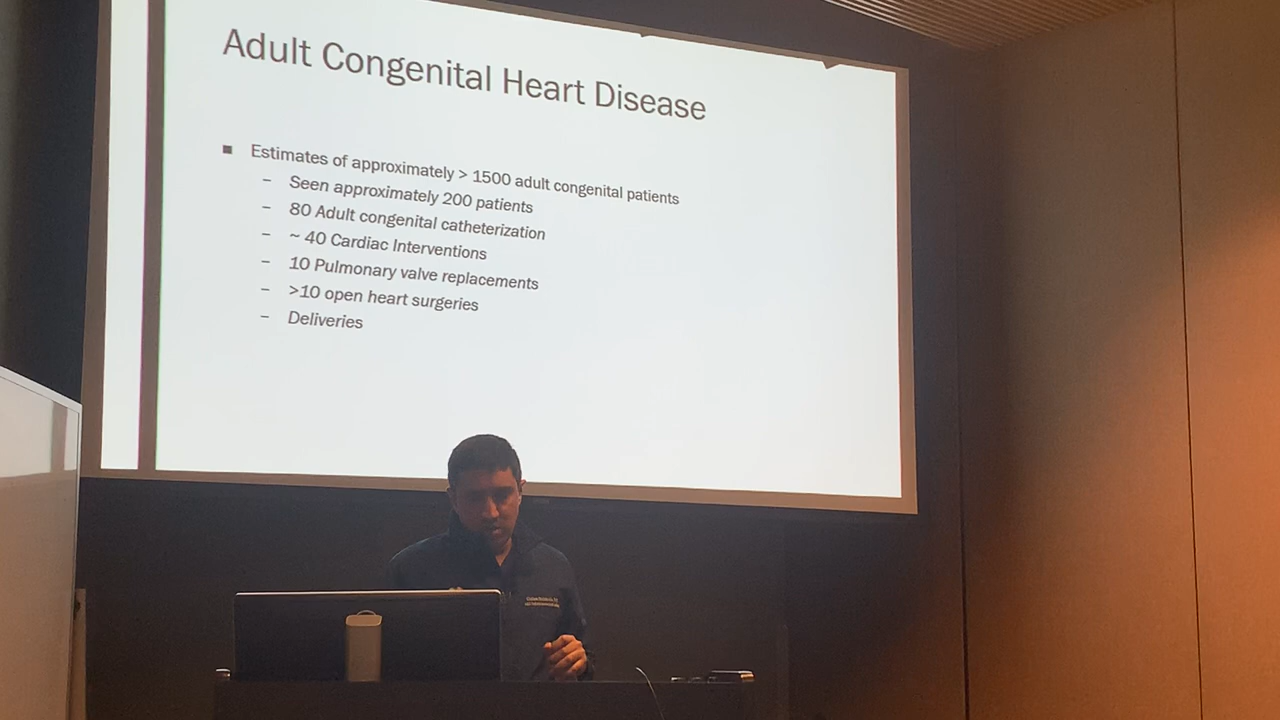 Adult Congenital Heart Disease
▪ Estimates of approximately > 1500 adult congenital patients
– Seen approximately 200 patients
– 80 Adult congenital catheterization
– ~ 40 Cardiac Interventions
– 10 Pulmonary valve replacements
– >10 open heart surgeries
– Deliveries